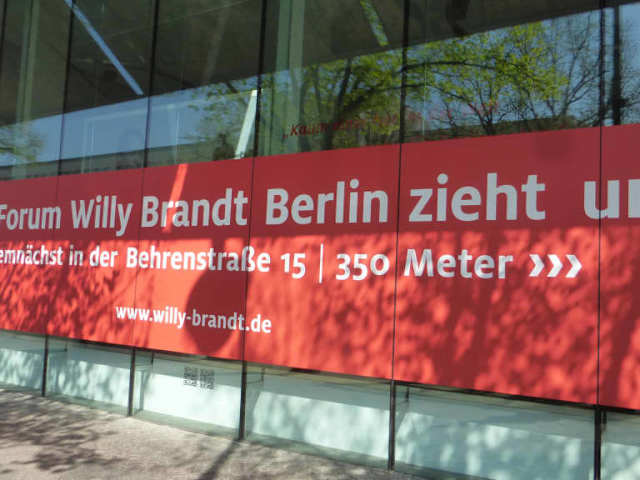 Forum Willy Brandt Berlin zieht u
emnächst in der Behrenstraße 15 | 350 Meter >>>
www.willy-brandt.de